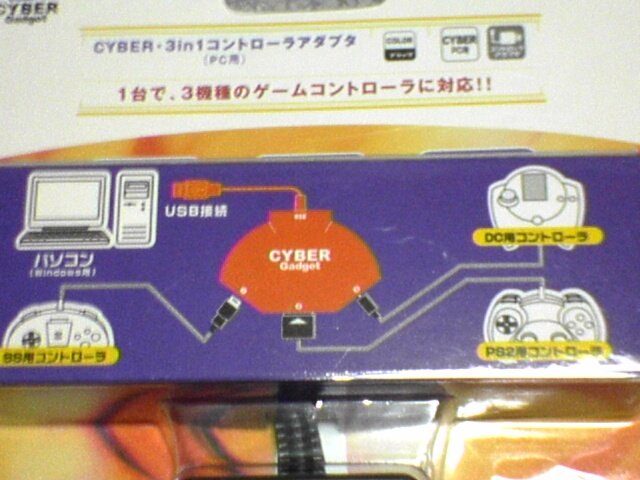 CYBER
Gadget
CYBER・3in1コントローラアダプタ
(PC用)
COLOR
CYBER
PC用
1台で、3機種のゲームコントローラに対応!!
USB接続
パソコン
(Windows用)
CYBER
Gadget
DC用コントローラ
SS用コントローラ
PS2用コントローラ